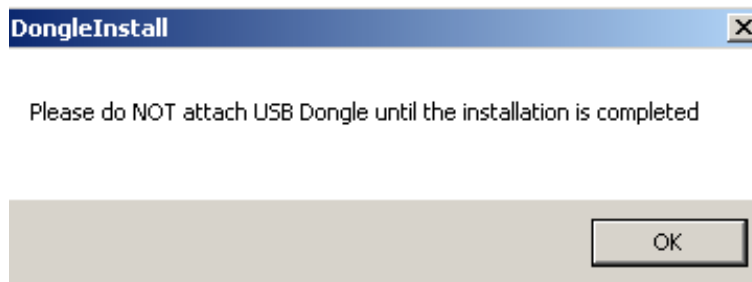 DongleInstall
Please do NOT attach USB Dongle until the installation is completed
OK